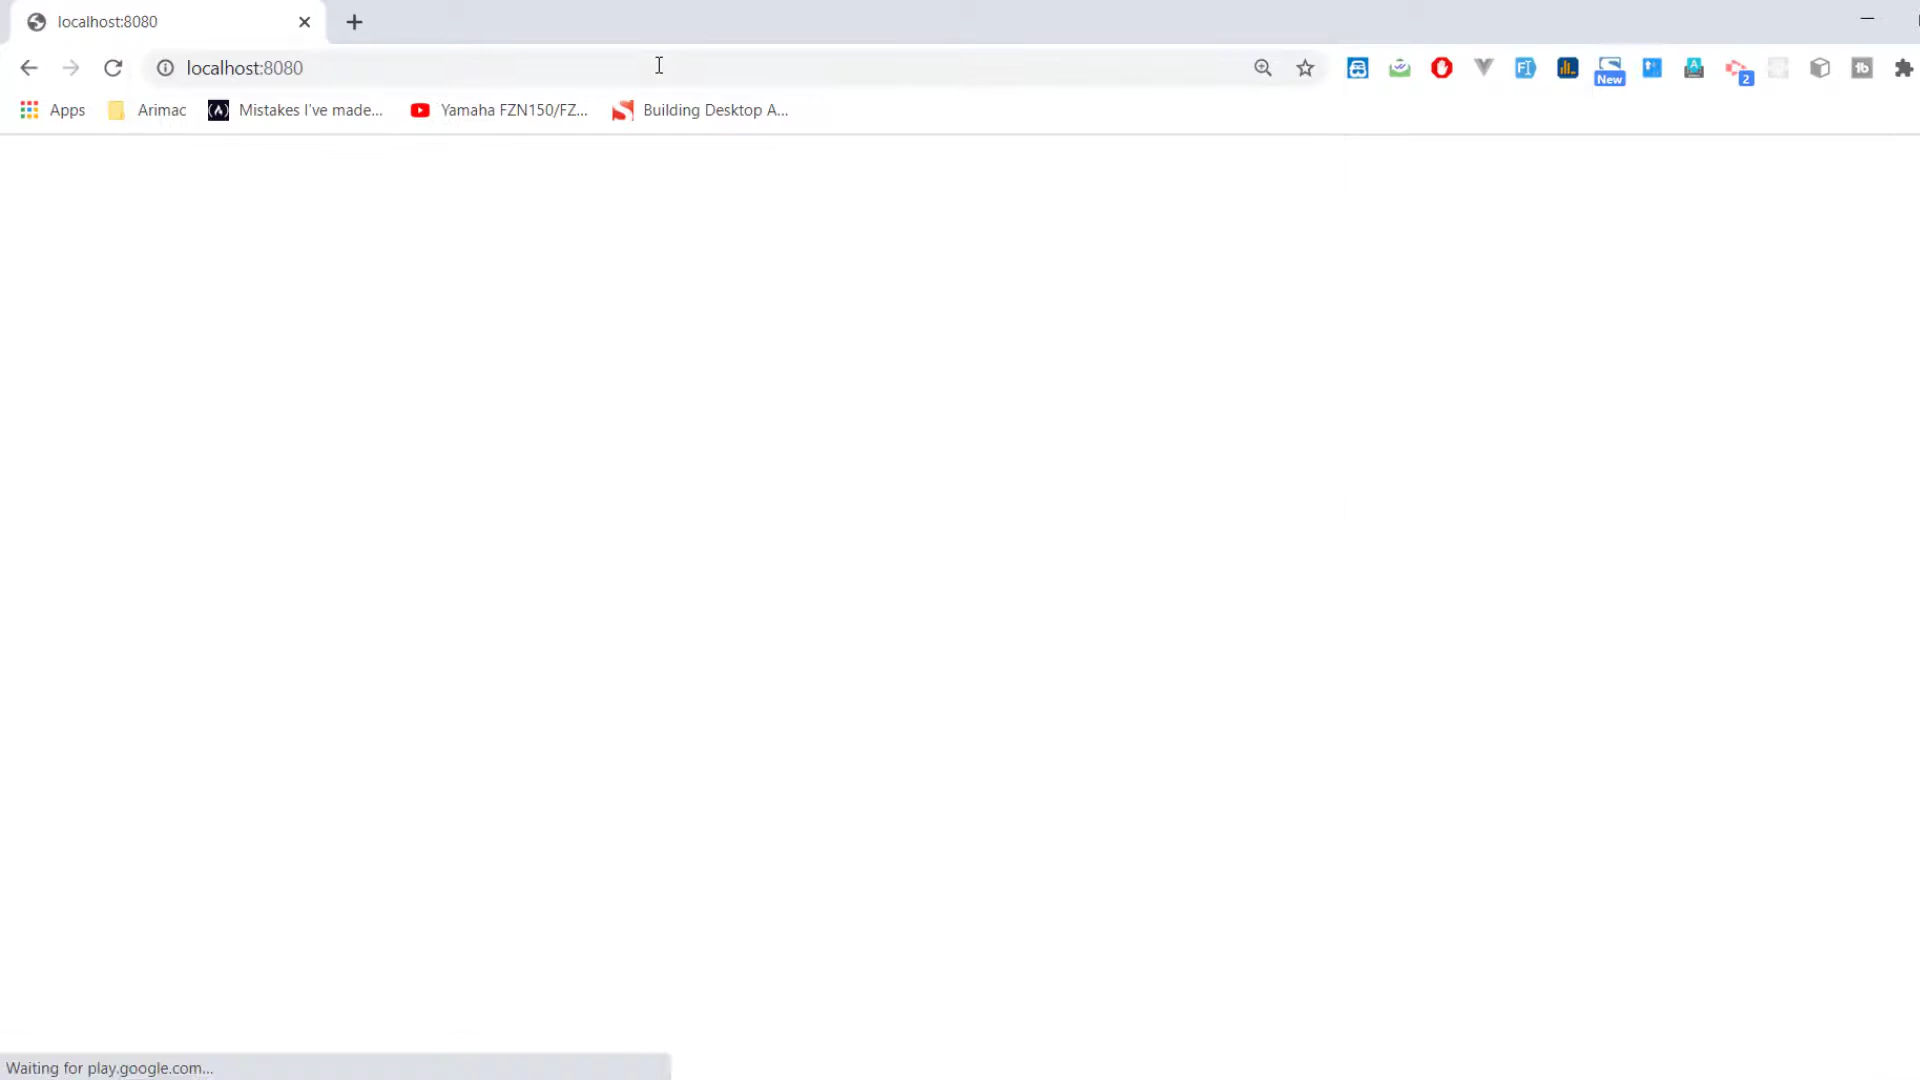 localhost:8080
localhost:8080
New
2
Apps
Arimac
Mistakes I've made...
Yamaha FZN150/FZ...
Building Desktop A...
Waiting for play.google.com...